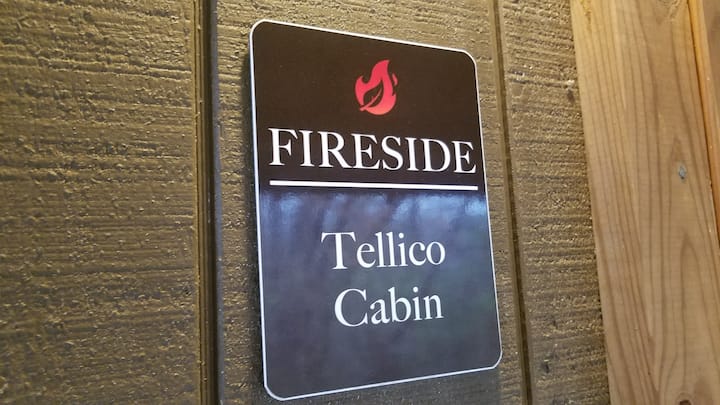 FIRESIDE
Tellico
Cabin